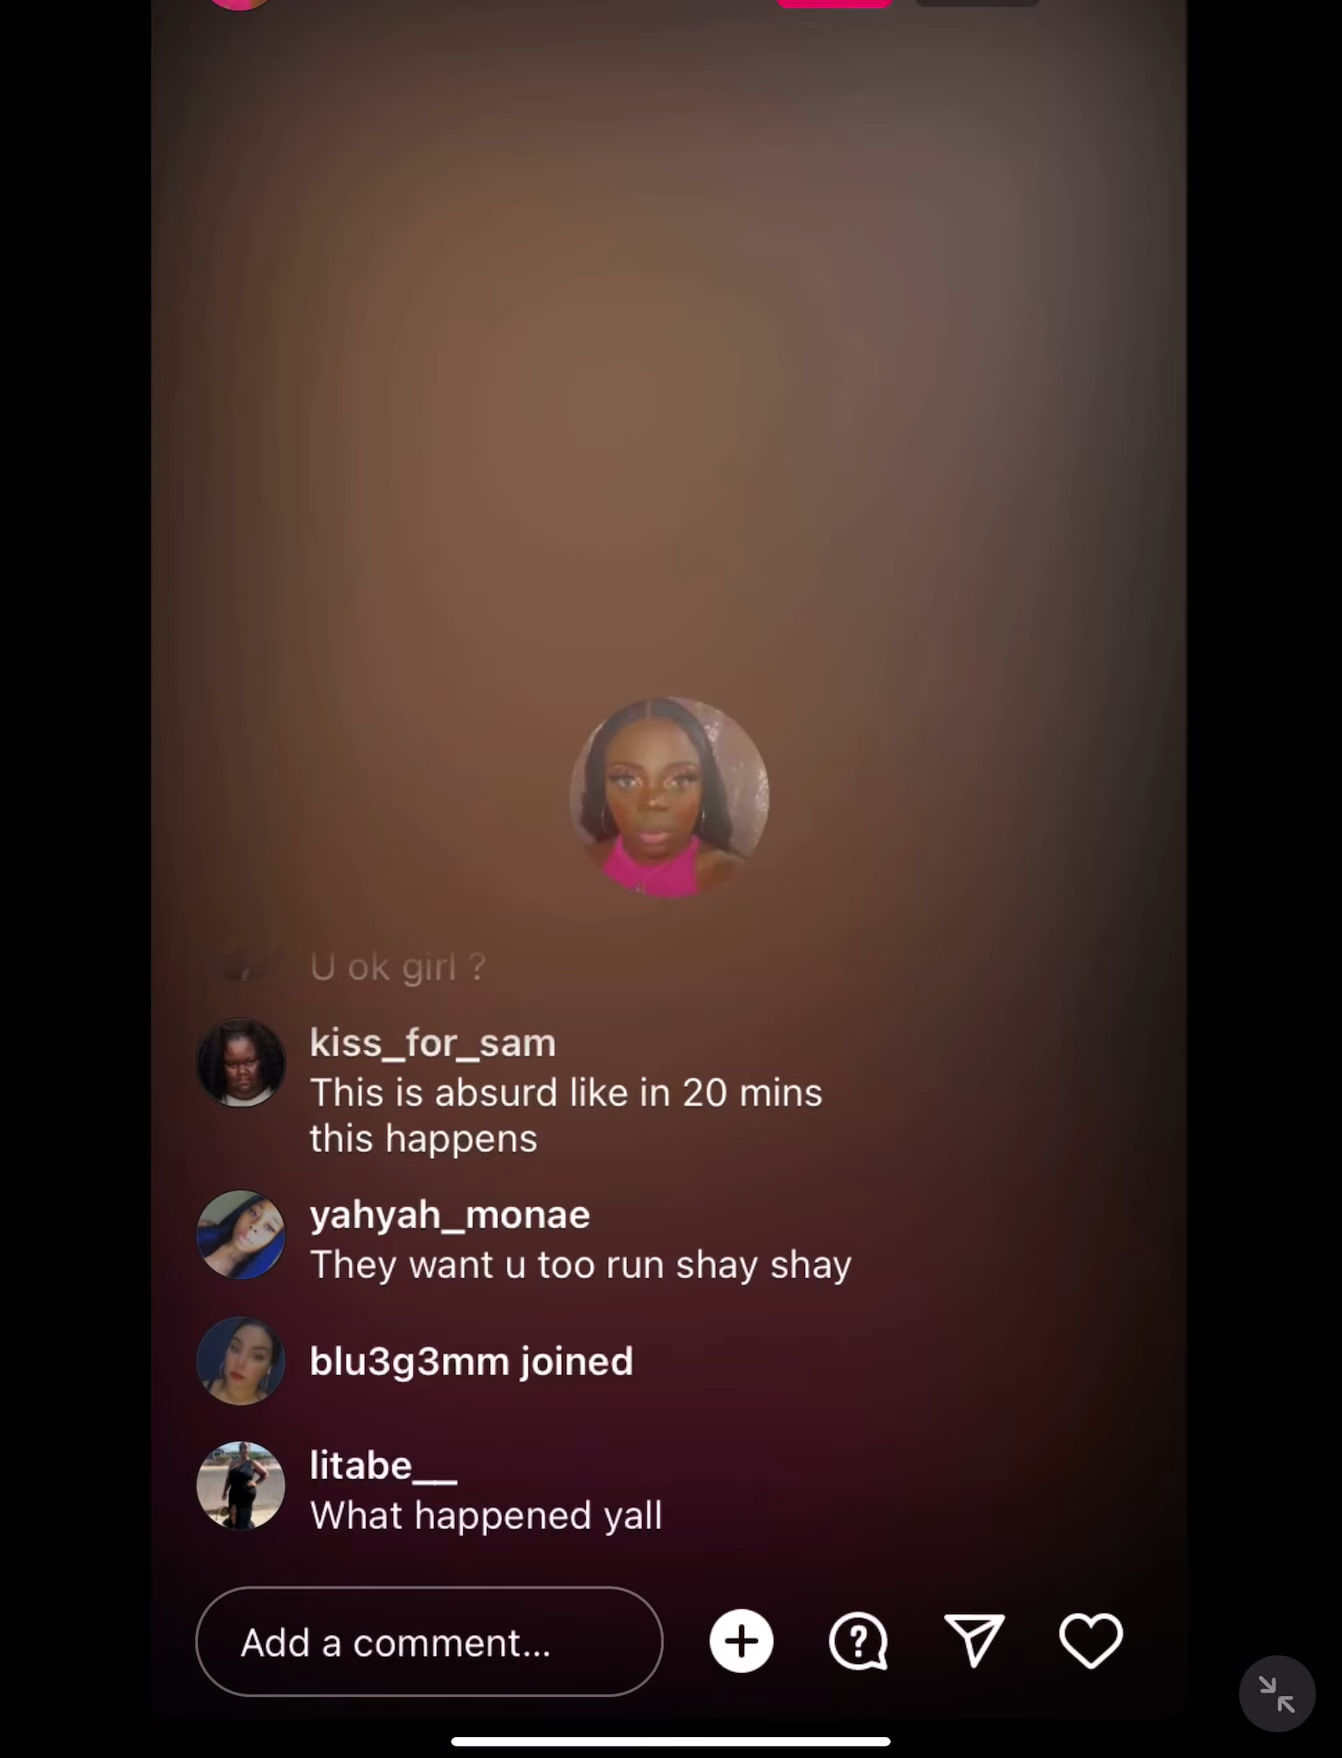 U ok girl ?
kiss_for_sam
This is absurd like in 20 mins
this happens
yahyah_monae
They want u too run shay shay
blu3g3mm joined
litabe__
What happened yall
Add a comment...